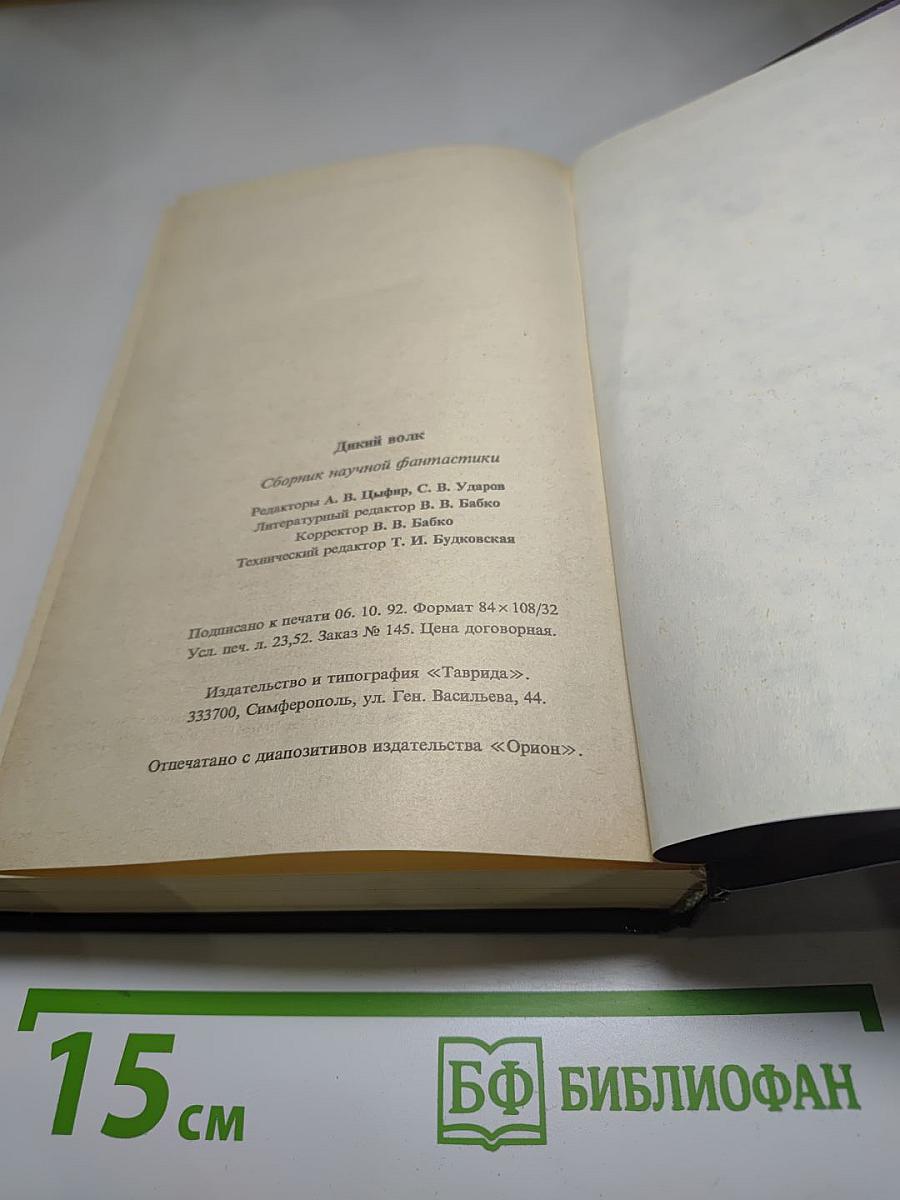 Дикий волк
Сборник научной фантастики
Редакторы А. В. Цыфир, С. В. Ударов
Литературный редактор В. В. Бабко
Корректор В. В. Бабко
Технический редактор Т. И. Будковская
Подписано к печати 06. 10. 92. Формат 84×108/32
Усл. печ. л. 23,52. Заказ № 145. Цена договорная.
Издательство и типография «Таврида».
333700, Симферополь, ул. Ген. Васильева, 44.
Отпечатано с диапозитивов издательства «Орион».
15 см
БФ БИБЛИОФАН